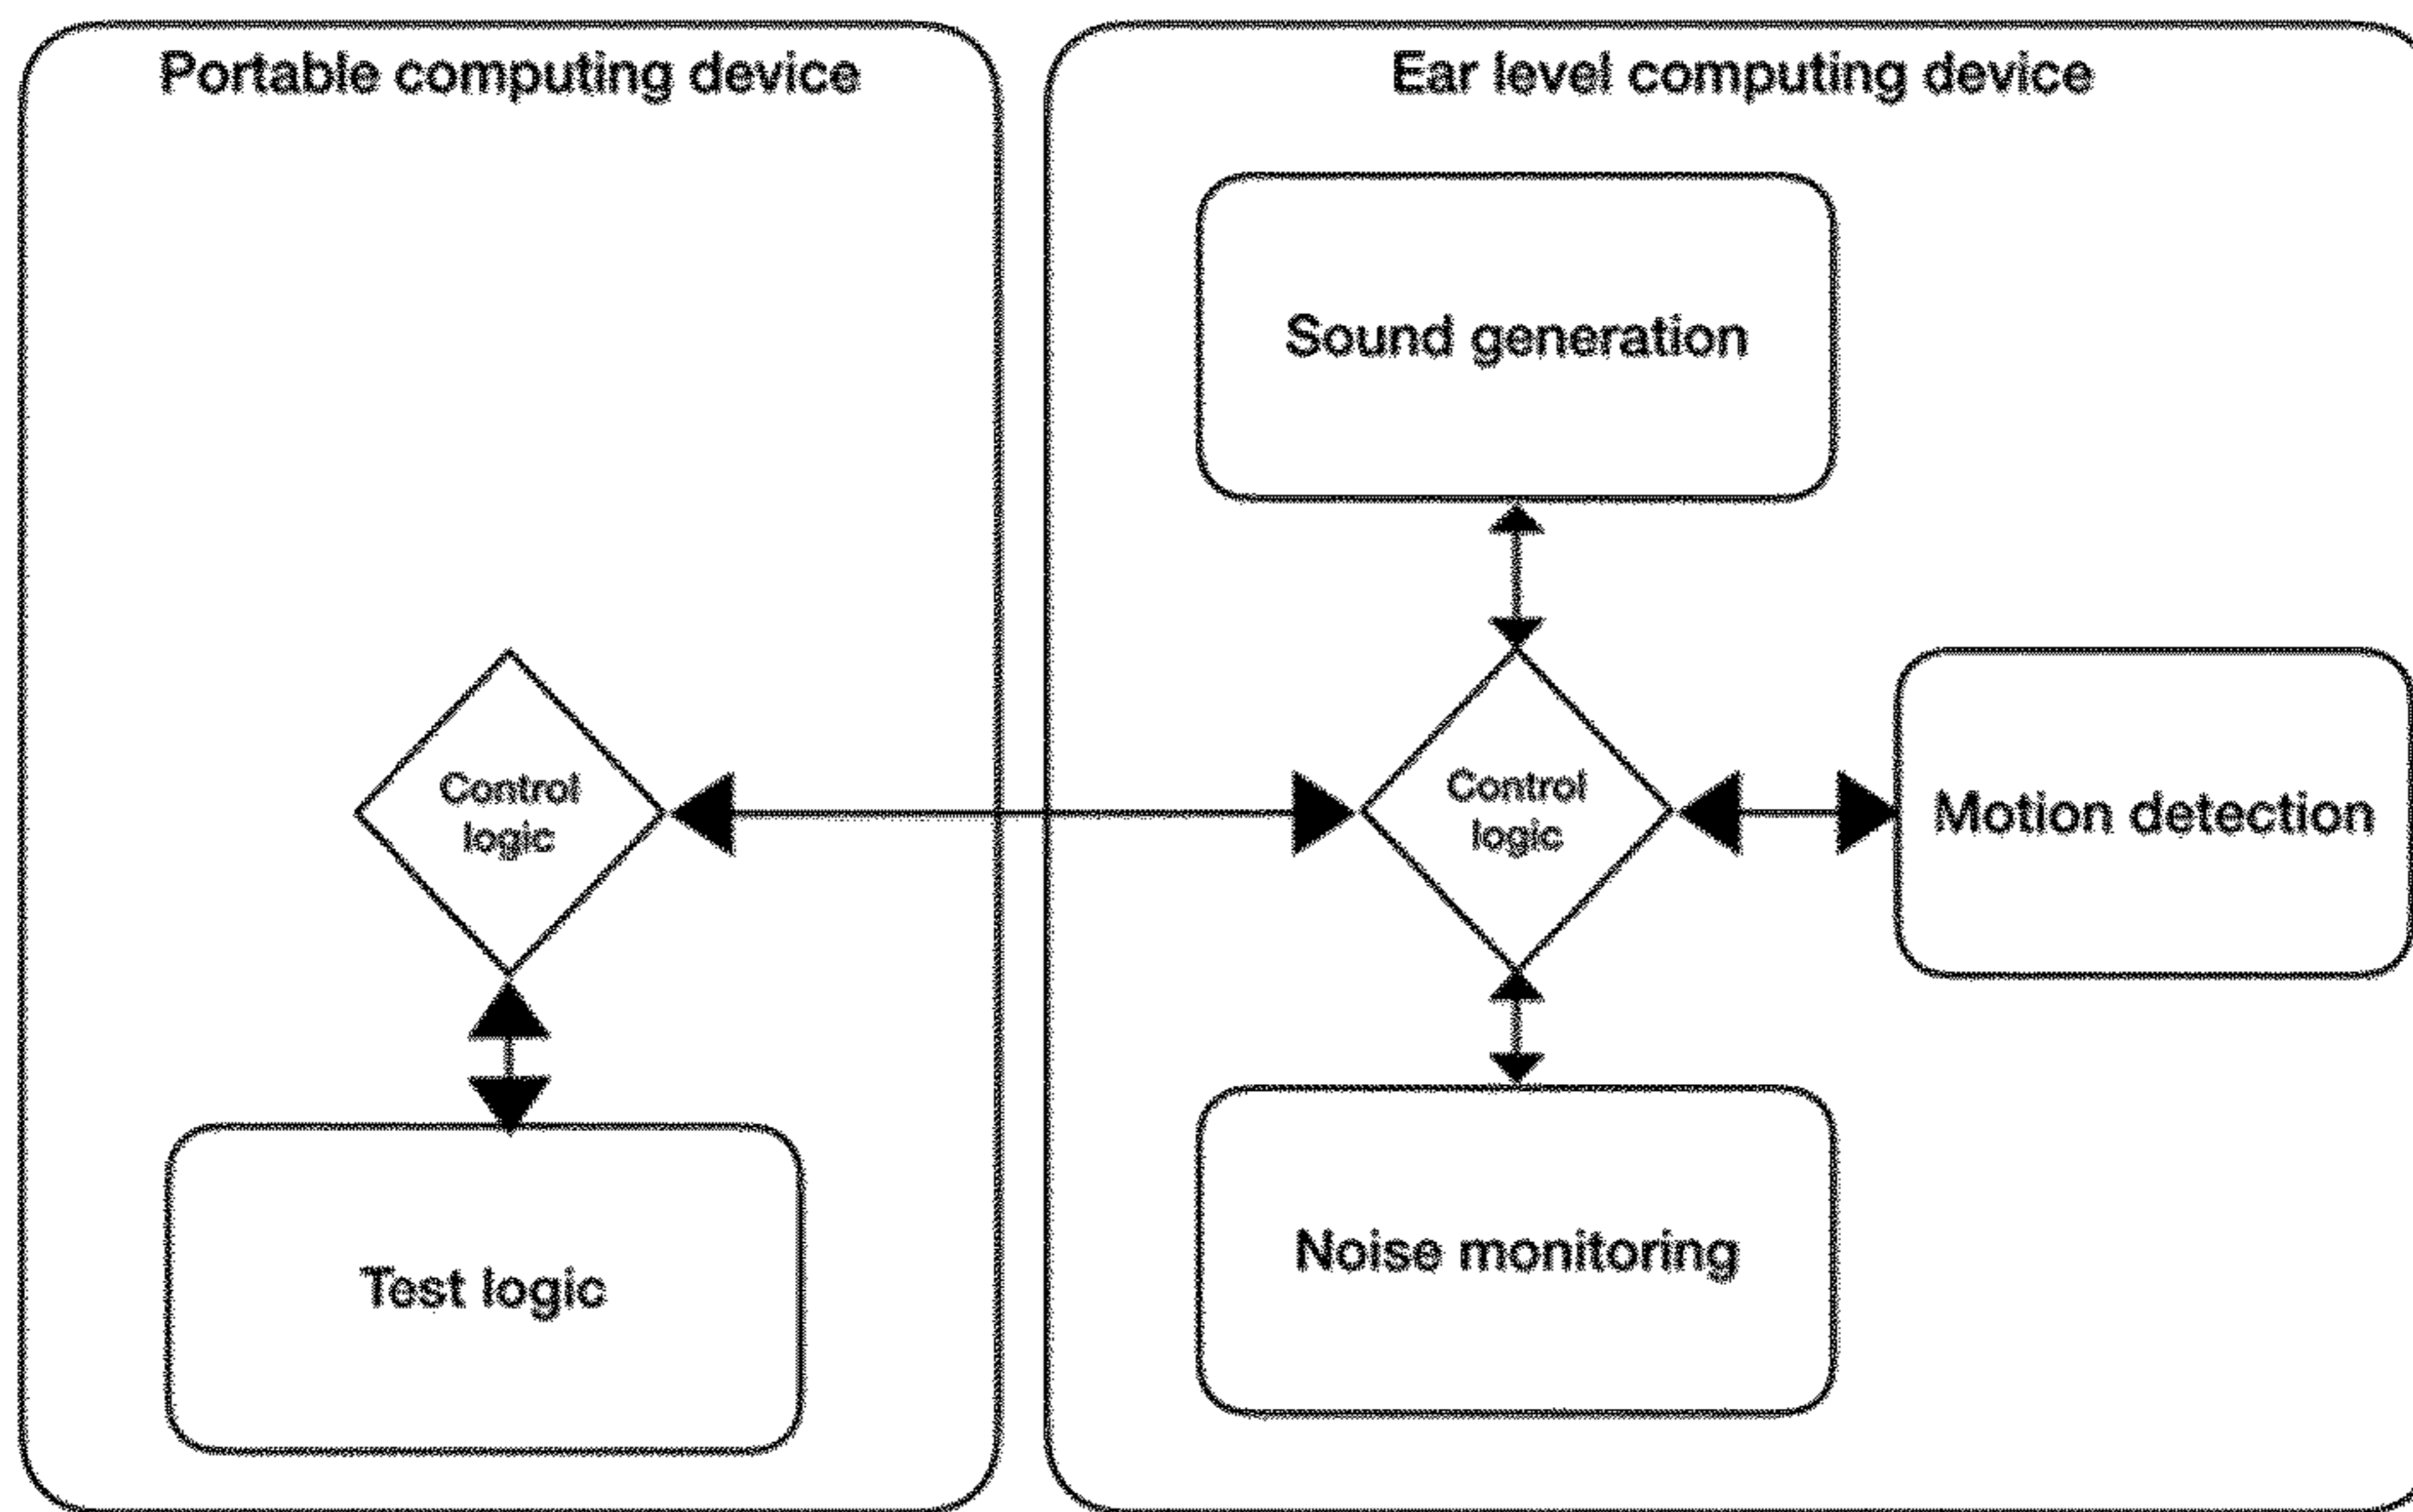 Portable computing device
Ear level computing device
Sound generation
Control
logic
Control
logic
Motion detection
Test logic
Noise monitoring